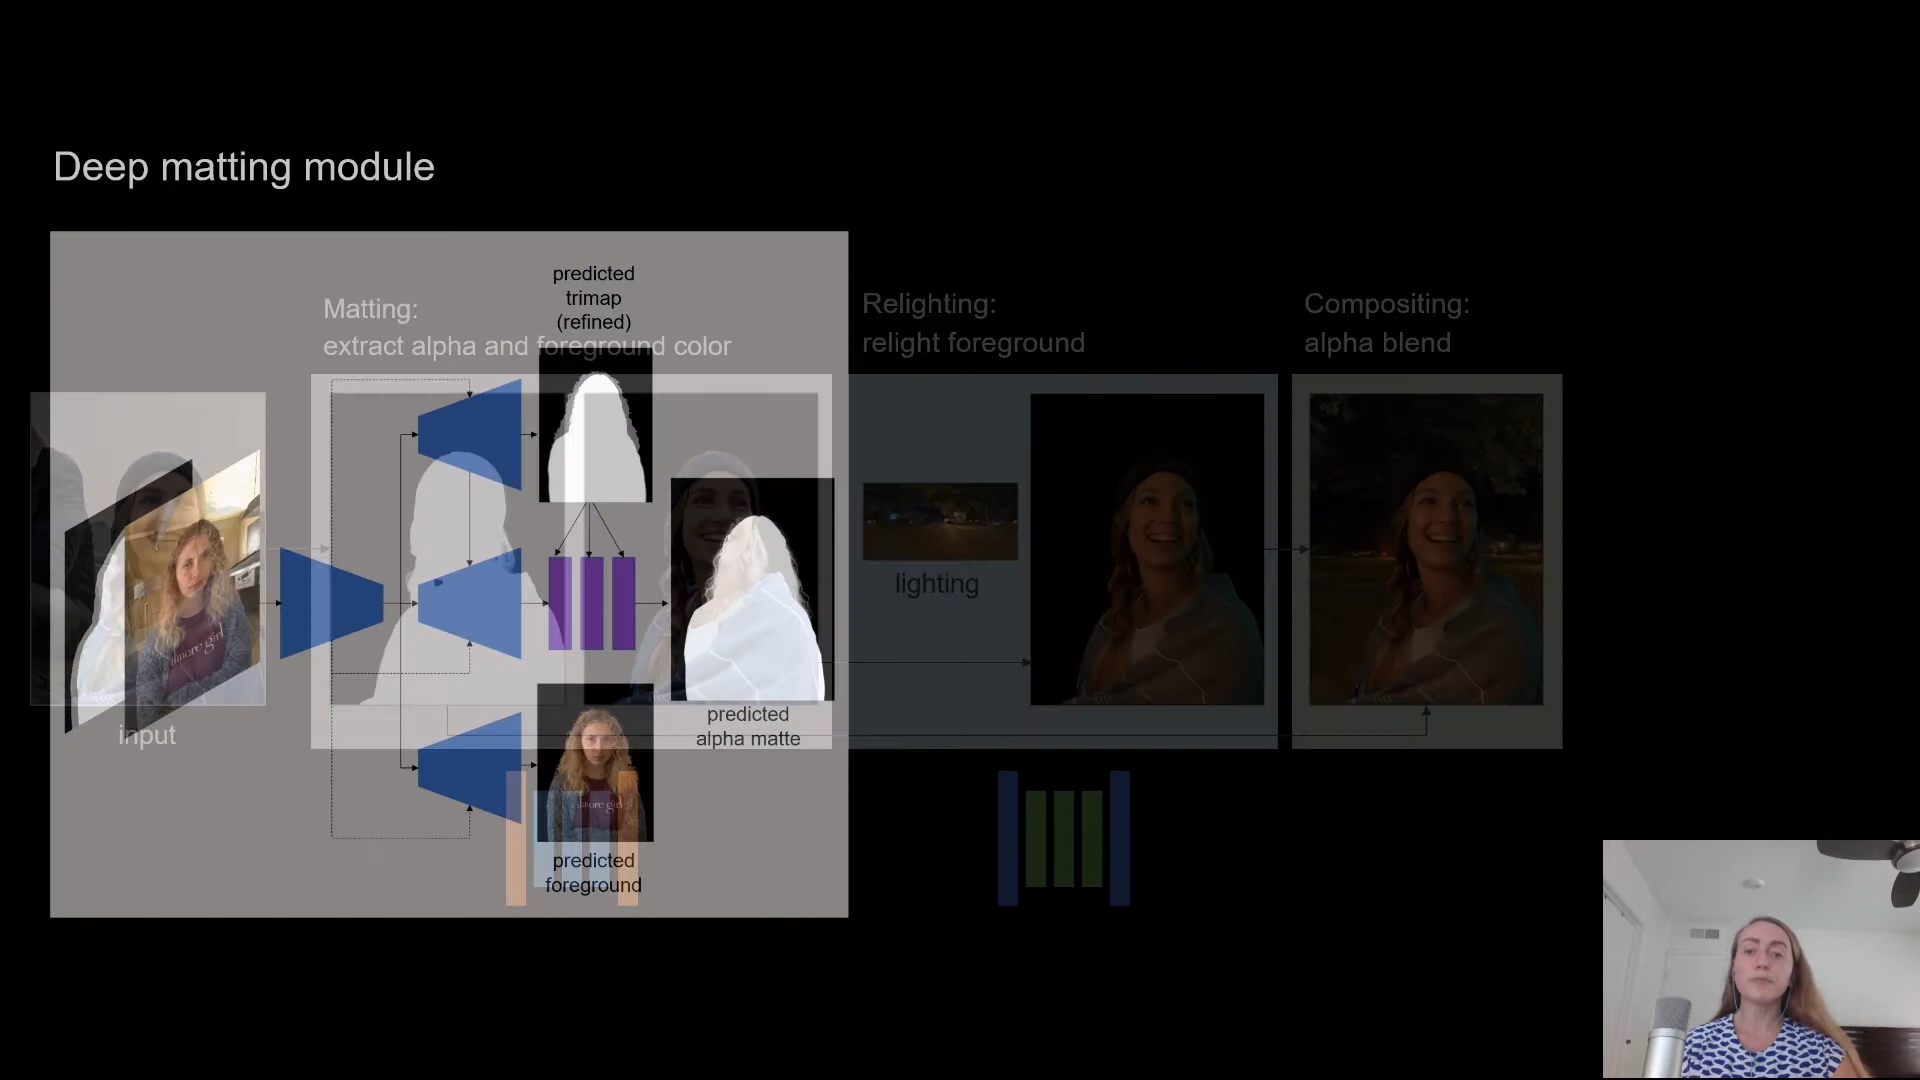 Deep matting module
predicted
trimap
(refined)
Matting:
extract alpha and foreground color
Relighting:
relight foreground
Compositing:
alpha blend
lighting
input
predicted
alpha matte
predicted
foreground